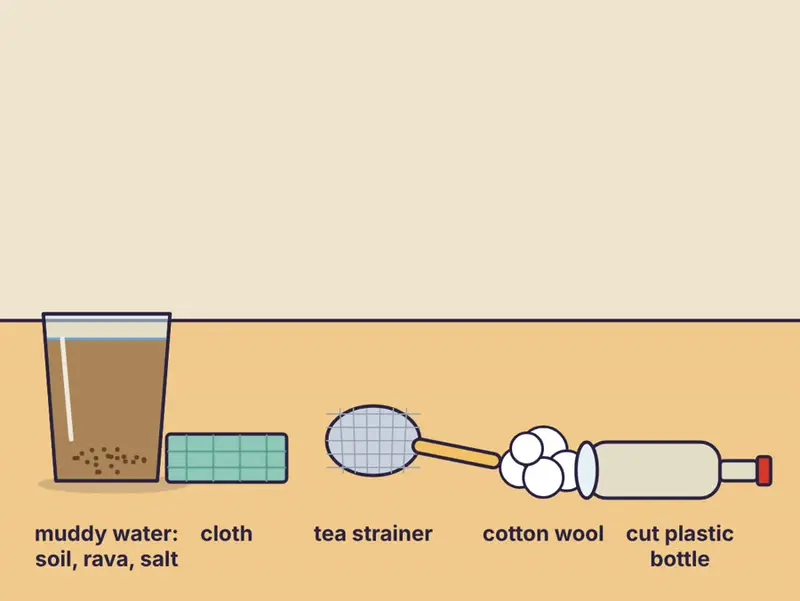 muddy water:
soil, rava, salt
cloth
tea strainer
cotton wool
cut plastic
bottle